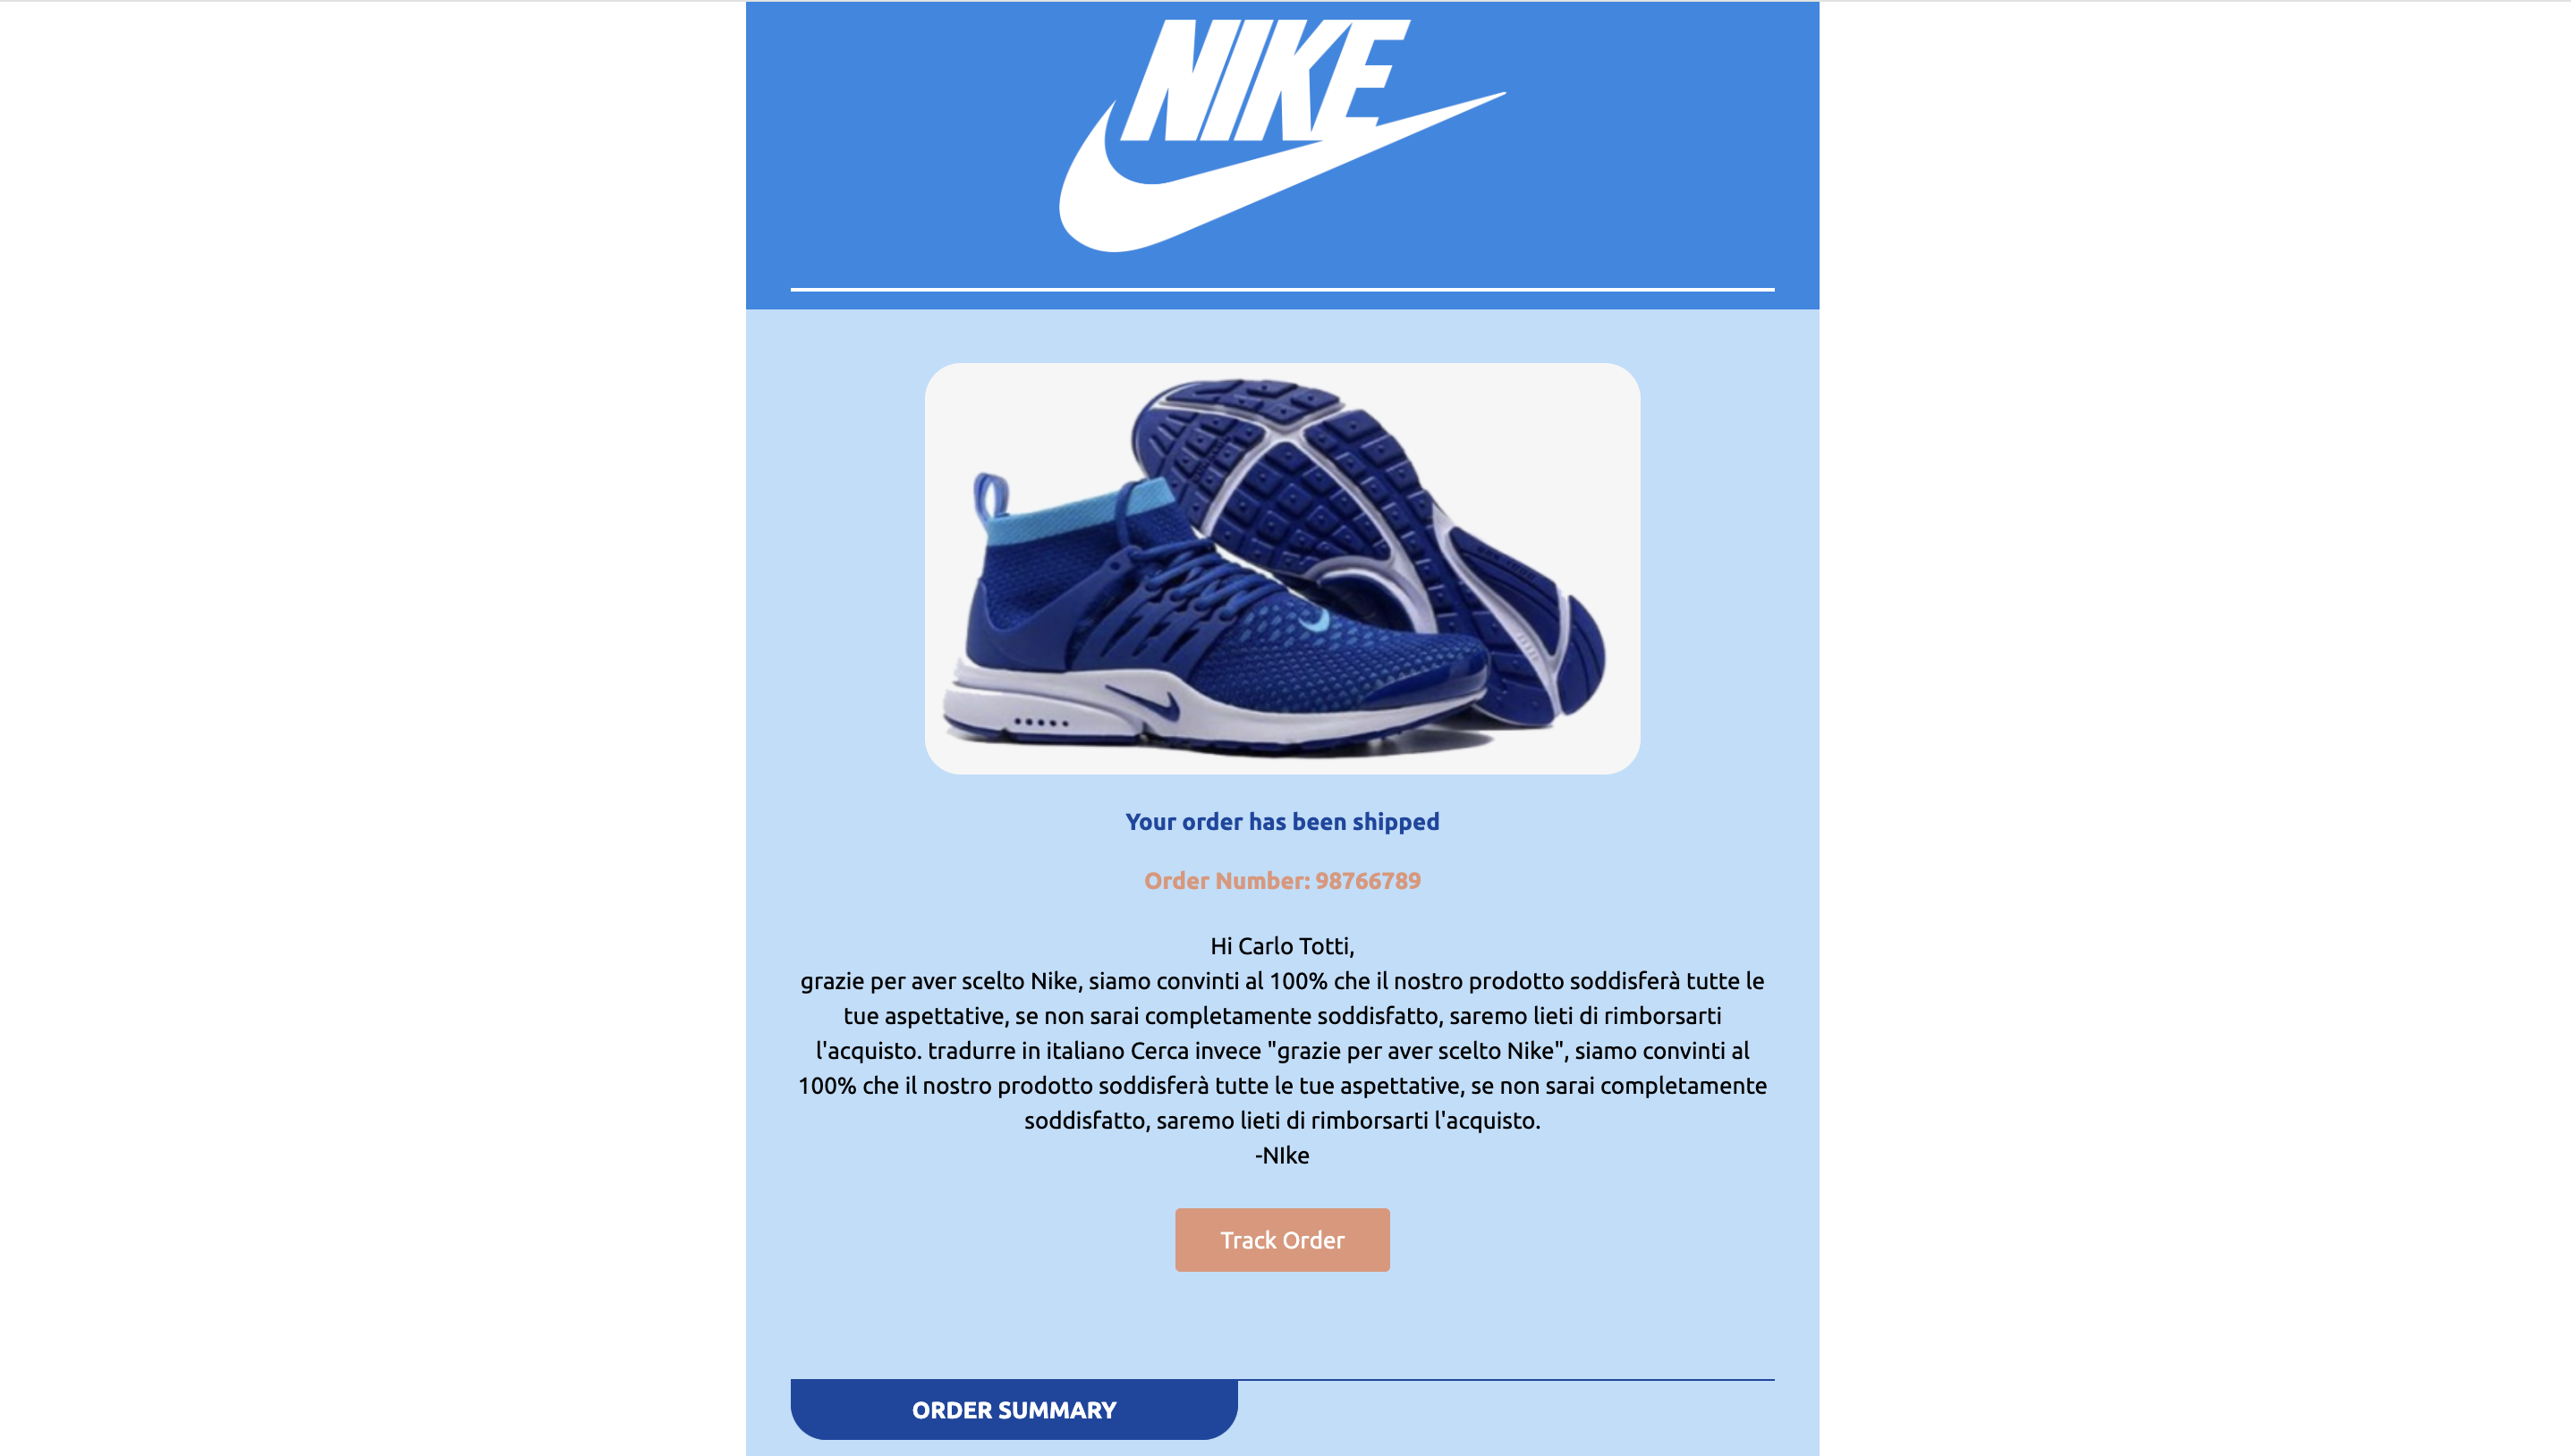 NIKE
Your order has been shipped
Order Number: 98766789
Hi Carlo Totti,
grazie per aver scelto Nike, siamo convinti al 100% che il nostro prodotto soddisferà tutte le
tue aspettative, se non sarai completamente soddisfatto, saremo lieti di rimborsarti
l'acquisto. tradurre in italiano Cerca invece "grazie per aver scelto Nike", siamo convinti al
100% che il nostro prodotto soddisferà tutte le tue aspettative, se non sarai completamente
soddisfatto, saremo lieti di rimborsarti l'acquisto.
-NIke
Track Order
ORDER SUMMARY